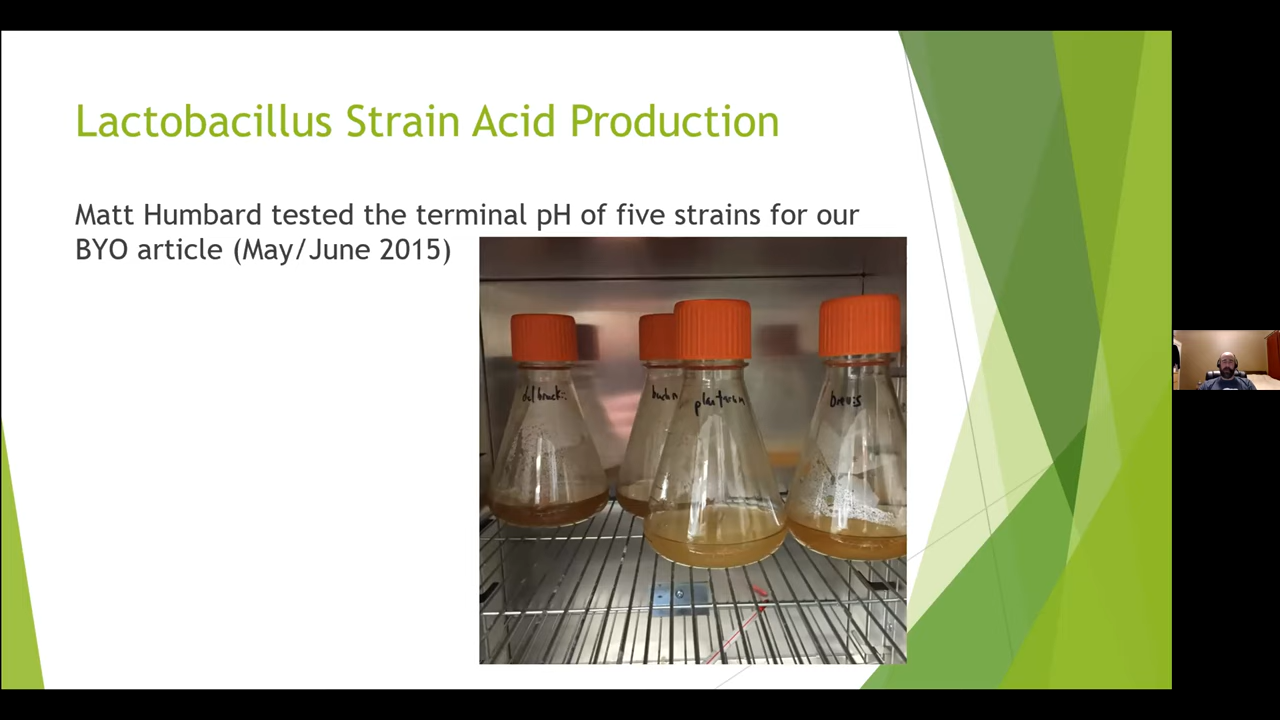 Lactobacillus Strain Acid Production
Matt Humbard tested the terminal pH of five strains for our
BYO article (May/June 2015)
brevis